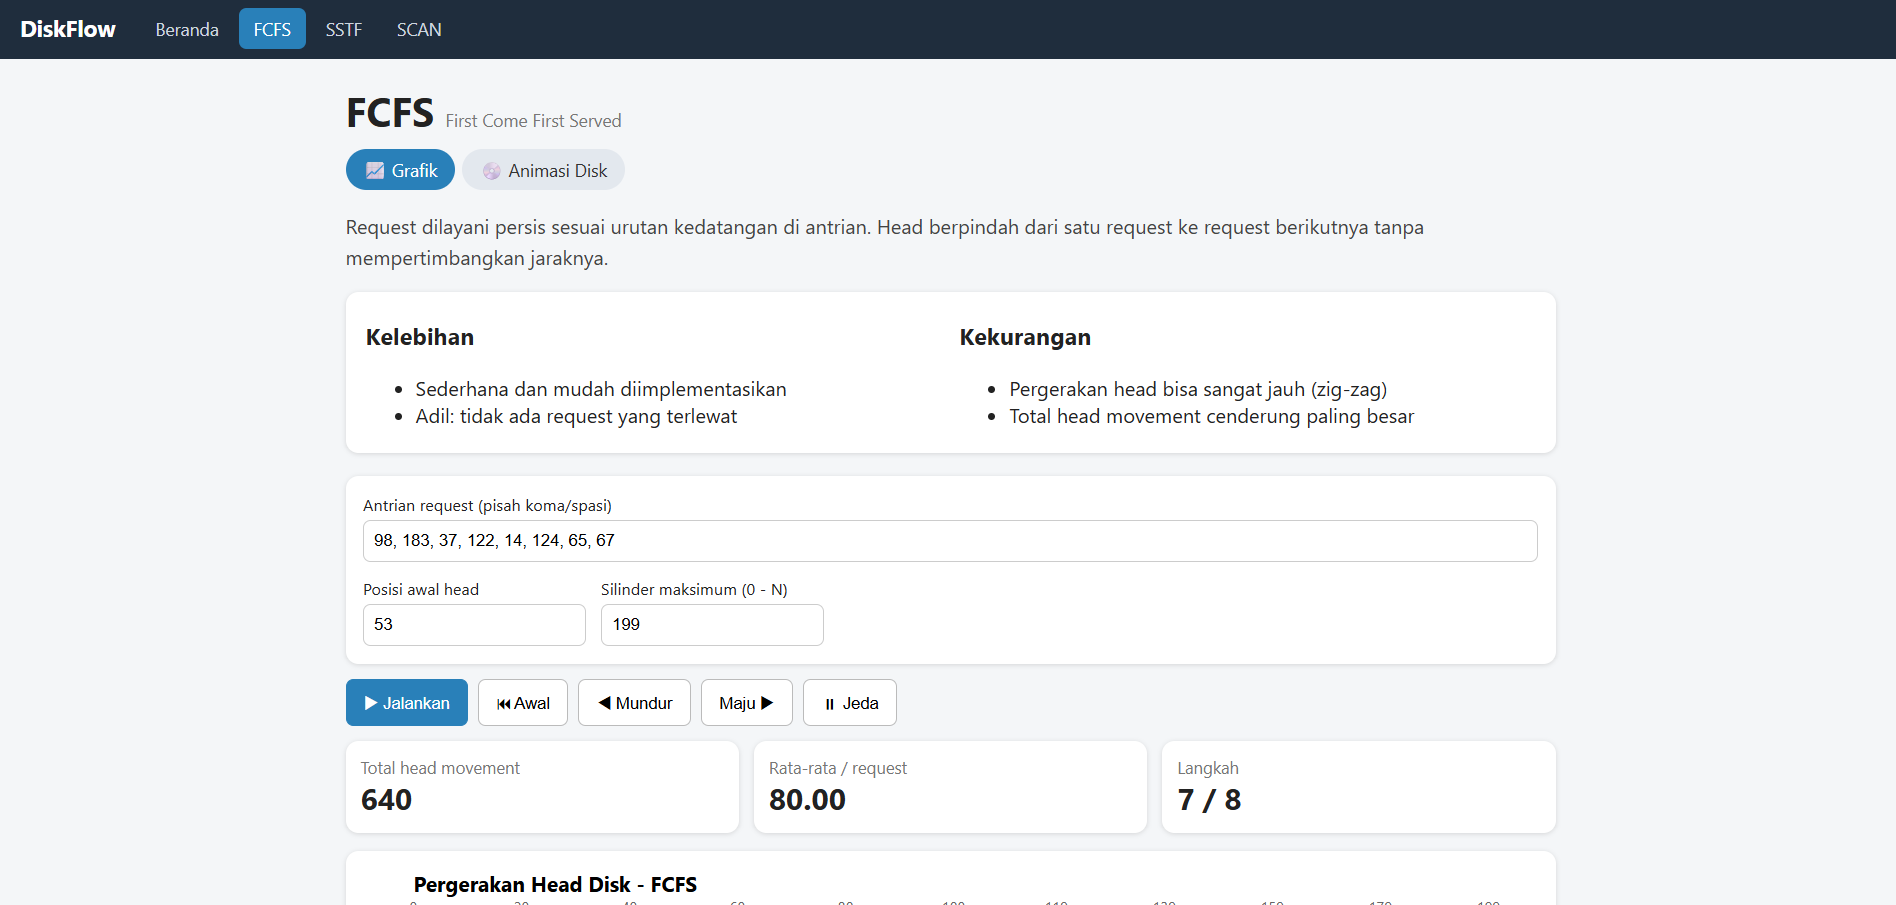 DiskFlow Beranda FCFS SSTF SCAN
FCFS First Come First Served
Grafik Animasi Disk
Request dilayani persis sesuai urutan kedatangan di antrian. Head berpindah dari satu request ke request berikutnya tanpa
mempertimbangkan jaraknya.
Kelebihan
• Sederhana dan mudah diimplementasikan
• Adil: tidak ada request yang terlewat
Kekurangan
• Pergerakan head bisa sangat jauh (zig-zag)
• Total head movement cenderung paling besar
Antrian request (pisah koma/spasi)
98, 183, 37, 122, 14, 124, 65, 67
Posisi awal head Silinder maksimum (0 - N)
53 199
▶ Jalankan ⏮ Awal ◀ Mundur Maju ▶ ⏸ Jeda
Total head movement
640
Rata-rata / request
80.00
Langkah
7 / 8
Pergerakan Head Disk - FCFS